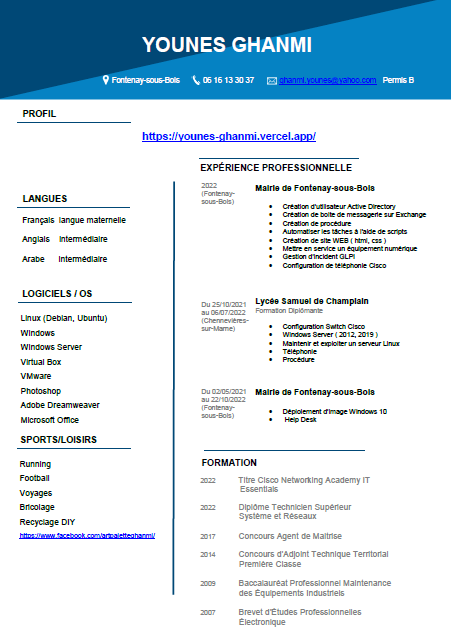 YOUNES GHANMI
Fontenay-sous-Bois 06 16 13 30 37 ghanmi.younes@yahoo.com Permis B
PROFIL
https://younes-ghanmi.vercel.app/
LANGUES
Français langue maternelle
Anglais Intermédiaire
Arabe Intermédiaire
LOGICIELS / OS
Linux (Debian, Ubuntu)
Windows
Windows Server
Virtual Box
VMware
Photoshop
Adobe Dreamweaver
Microsoft Office
SPORTS/LOISIRS
Running
Football
Voyages
Bricolage
Recyclage DIY
https://www.facebook.com/artpaletteghanmi/
EXPÉRIENCE PROFESSIONNELLE
2022
(Fontenay-
sous-Bois)
Mairie de Fontenay-sous-Bois
Création d'utilisateur Active Directory
Création de boite de messagerie sur Exchange
Création de procédure
Automatiser les tâches à l'aide de scripts
Création de site WEB ( html, css )
Mettre en service un équipement numérique
Gestion d'incident GLPI
Configuration de téléphonie Cisco
Du 25/10/2021
au 06/07/2022
(Chennevières-
sur-Marne)
Lycée Samuel de Champlain
Formation Diplômante
Configuration Switch Cisco
Windows Server ( 2012, 2019 )
Maintenir et exploiter un serveur Linux
Téléphonie
Procédure
Du 02/05/2021
au 22/10/2022
(Fontenay-
sous-Bois)
Mairie de Fontenay-sous-Bois
Déploiement d'image Windows 10
Help Desk
FORMATION
2022 Titre Cisco Networking Academy IT
Essentials
2022 Diplôme Technicien Supérieur
Système et Réseaux
2017 Concours Agent de Maitrise
2014 Concours d'Adjoint Technique Territorial
Première Classe
2009 Baccalauréat Professionnel Maintenance
des Équipements Industriels
2007 Brevet d'Études Professionnelles
Électronique